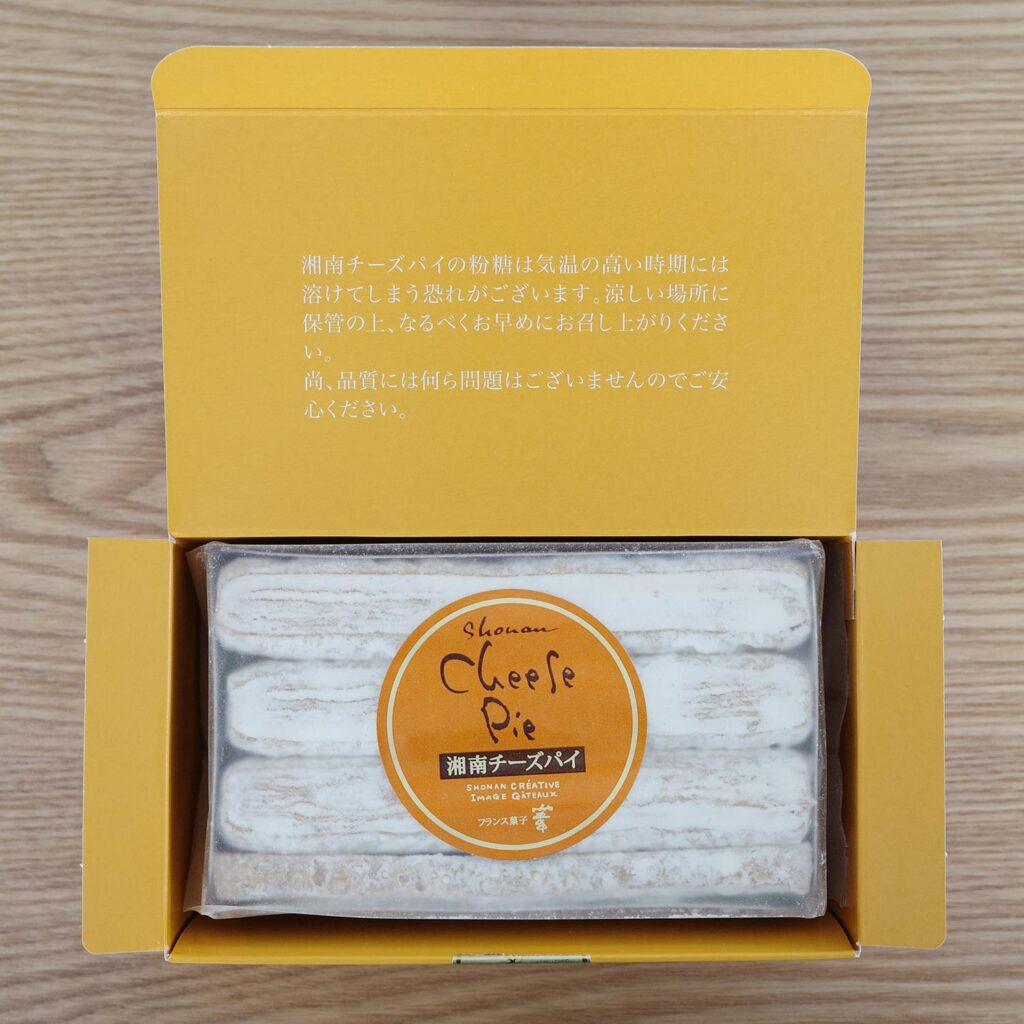 湘南チーズパイの粉糖は気温の高い時期には
溶けてしまう恐れがございます。涼しい場所に
保管の上、なるべくお早めにお召し上がりくださ
い。
尚、品質には何ら問題はございませんのでご安
心ください。
Shonan
Cheese
Pie
湘南チーズパイ
SHONAN CRÉATIVE
IMAGE GÂTEAUX
フランス菓子 葦